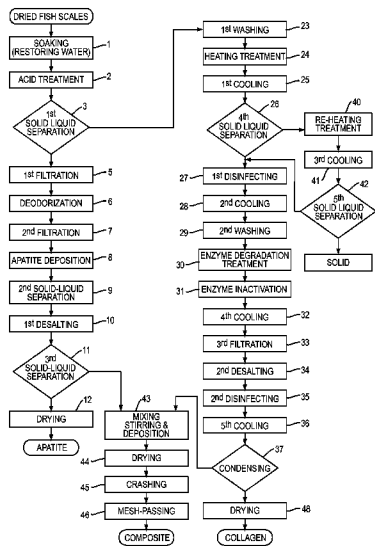 DRIED FISH SCALES
SOAKING
(RESTORING WATER)
1
ACID TREATMENT
2
3
1st
SOLID LIQUID
SEPARATION
1st FILTRATION
5
DEODORIZATION
6
2nd FILTRATION
7
APATITE DEPOSITION
8
2nd SOLID-LIQUID
SEPARATION
9
1st DESALTING
10
11
3rd
SOLID-LIQUID
SEPARATION
12
DRYING
APATITE
43
MIXING
STIRRING &
DEPOSITION
44
DRYING
45
CRASHING
46
MESH-PASSING
COMPOSITE
1st WASHING
23
HEATING TREATMENT
24
1st COOLING
25
26
4th
SOLID LIQUID
SEPARATION
40
RE-HEATING
TREATMENT
3rd COOLING
41
42
5th
SOLID LIQUID
SEPARATION
SOLID
27
1st DISINFECTING
28
2nd COOLING
29
2nd WASHING
30
ENZYME DEGRADATION
TREATMENT
31
ENZYME INACTIVATION
4th COOLING
32
3rd FILTRATION
33
2nd DESALTING
34
2nd DISINFECTING
35
5th COOLING
36
37
CONDENSING
DRYING
48
COLLAGEN